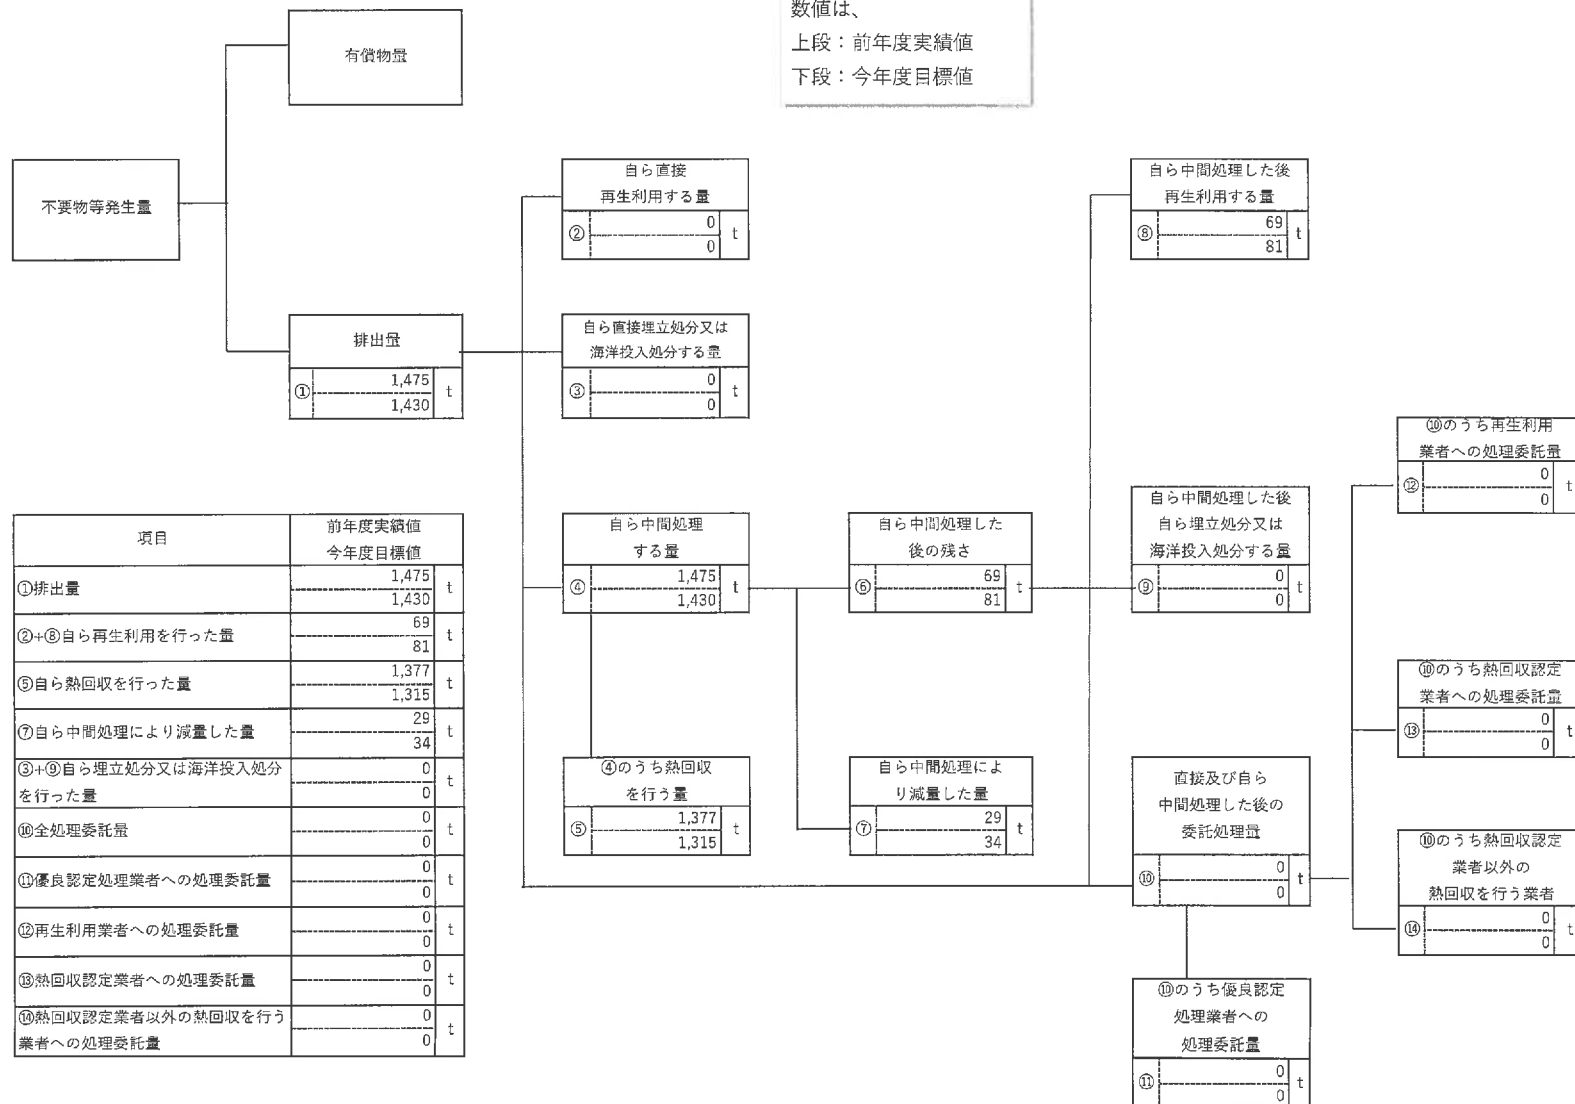 数値は、
上段：前年度実績値
下段：今年度目標値
有償物量
不要物等発生量
排出量
①
1,475
1,430
t
自ら直接
再生利用する量
②
0
0
t
自ら直接埋立処分又は
海洋投入処分する量
③
0
0
t
自ら中間処理
する量
④
1,475
1,430
t
④のうち熱回収
を行う量
⑤
1,377
1,315
t
自ら中間処理した
後の残さ
⑥
69
81
t
自ら中間処理によ
り減量した量
⑦
29
34
t
自ら中間処理した後
再生利用する量
⑧
69
81
t
自ら中間処理した後
自ら埋立処分又は
海洋投入処分する量
⑨
0
0
t
直接及び自ら
中間処理した後の
委託処理量
⑩
0
0
t
⑩のうち優良認定
処理業者への
処理委託量
⑪
0
0
t
⑩のうち再生利用
業者への処理委託量
⑫
0
0
t
⑩のうち熱回収認定
業者への処理委託量
⑬
0
0
t
⑩のうち熱回収認定
業者以外の
熱回収を行う業者
⑭
0
0
t
項目
前年度実績値
今年度目標値
①排出量
1,475
1,430
t
②+⑧自ら再生利用を行った量
69
81
t
⑤自ら熱回収を行った量
1,377
1,315
t
⑦自ら中間処理により減量した量
29
34
t
③+⑨自ら埋立処分又は海洋投入処分
を行った量
0
0
t
⑩全処理委託量
0
0
t
⑪優良認定処理業者への処理委託量
0
0
t
⑫再生利用業者への処理委託量
0
0
t
⑬熱回収認定業者への処理委託量
0
0
t
⑭熱回収認定業者以外の熱回収を行う
業者への処理委託量
0
0
t